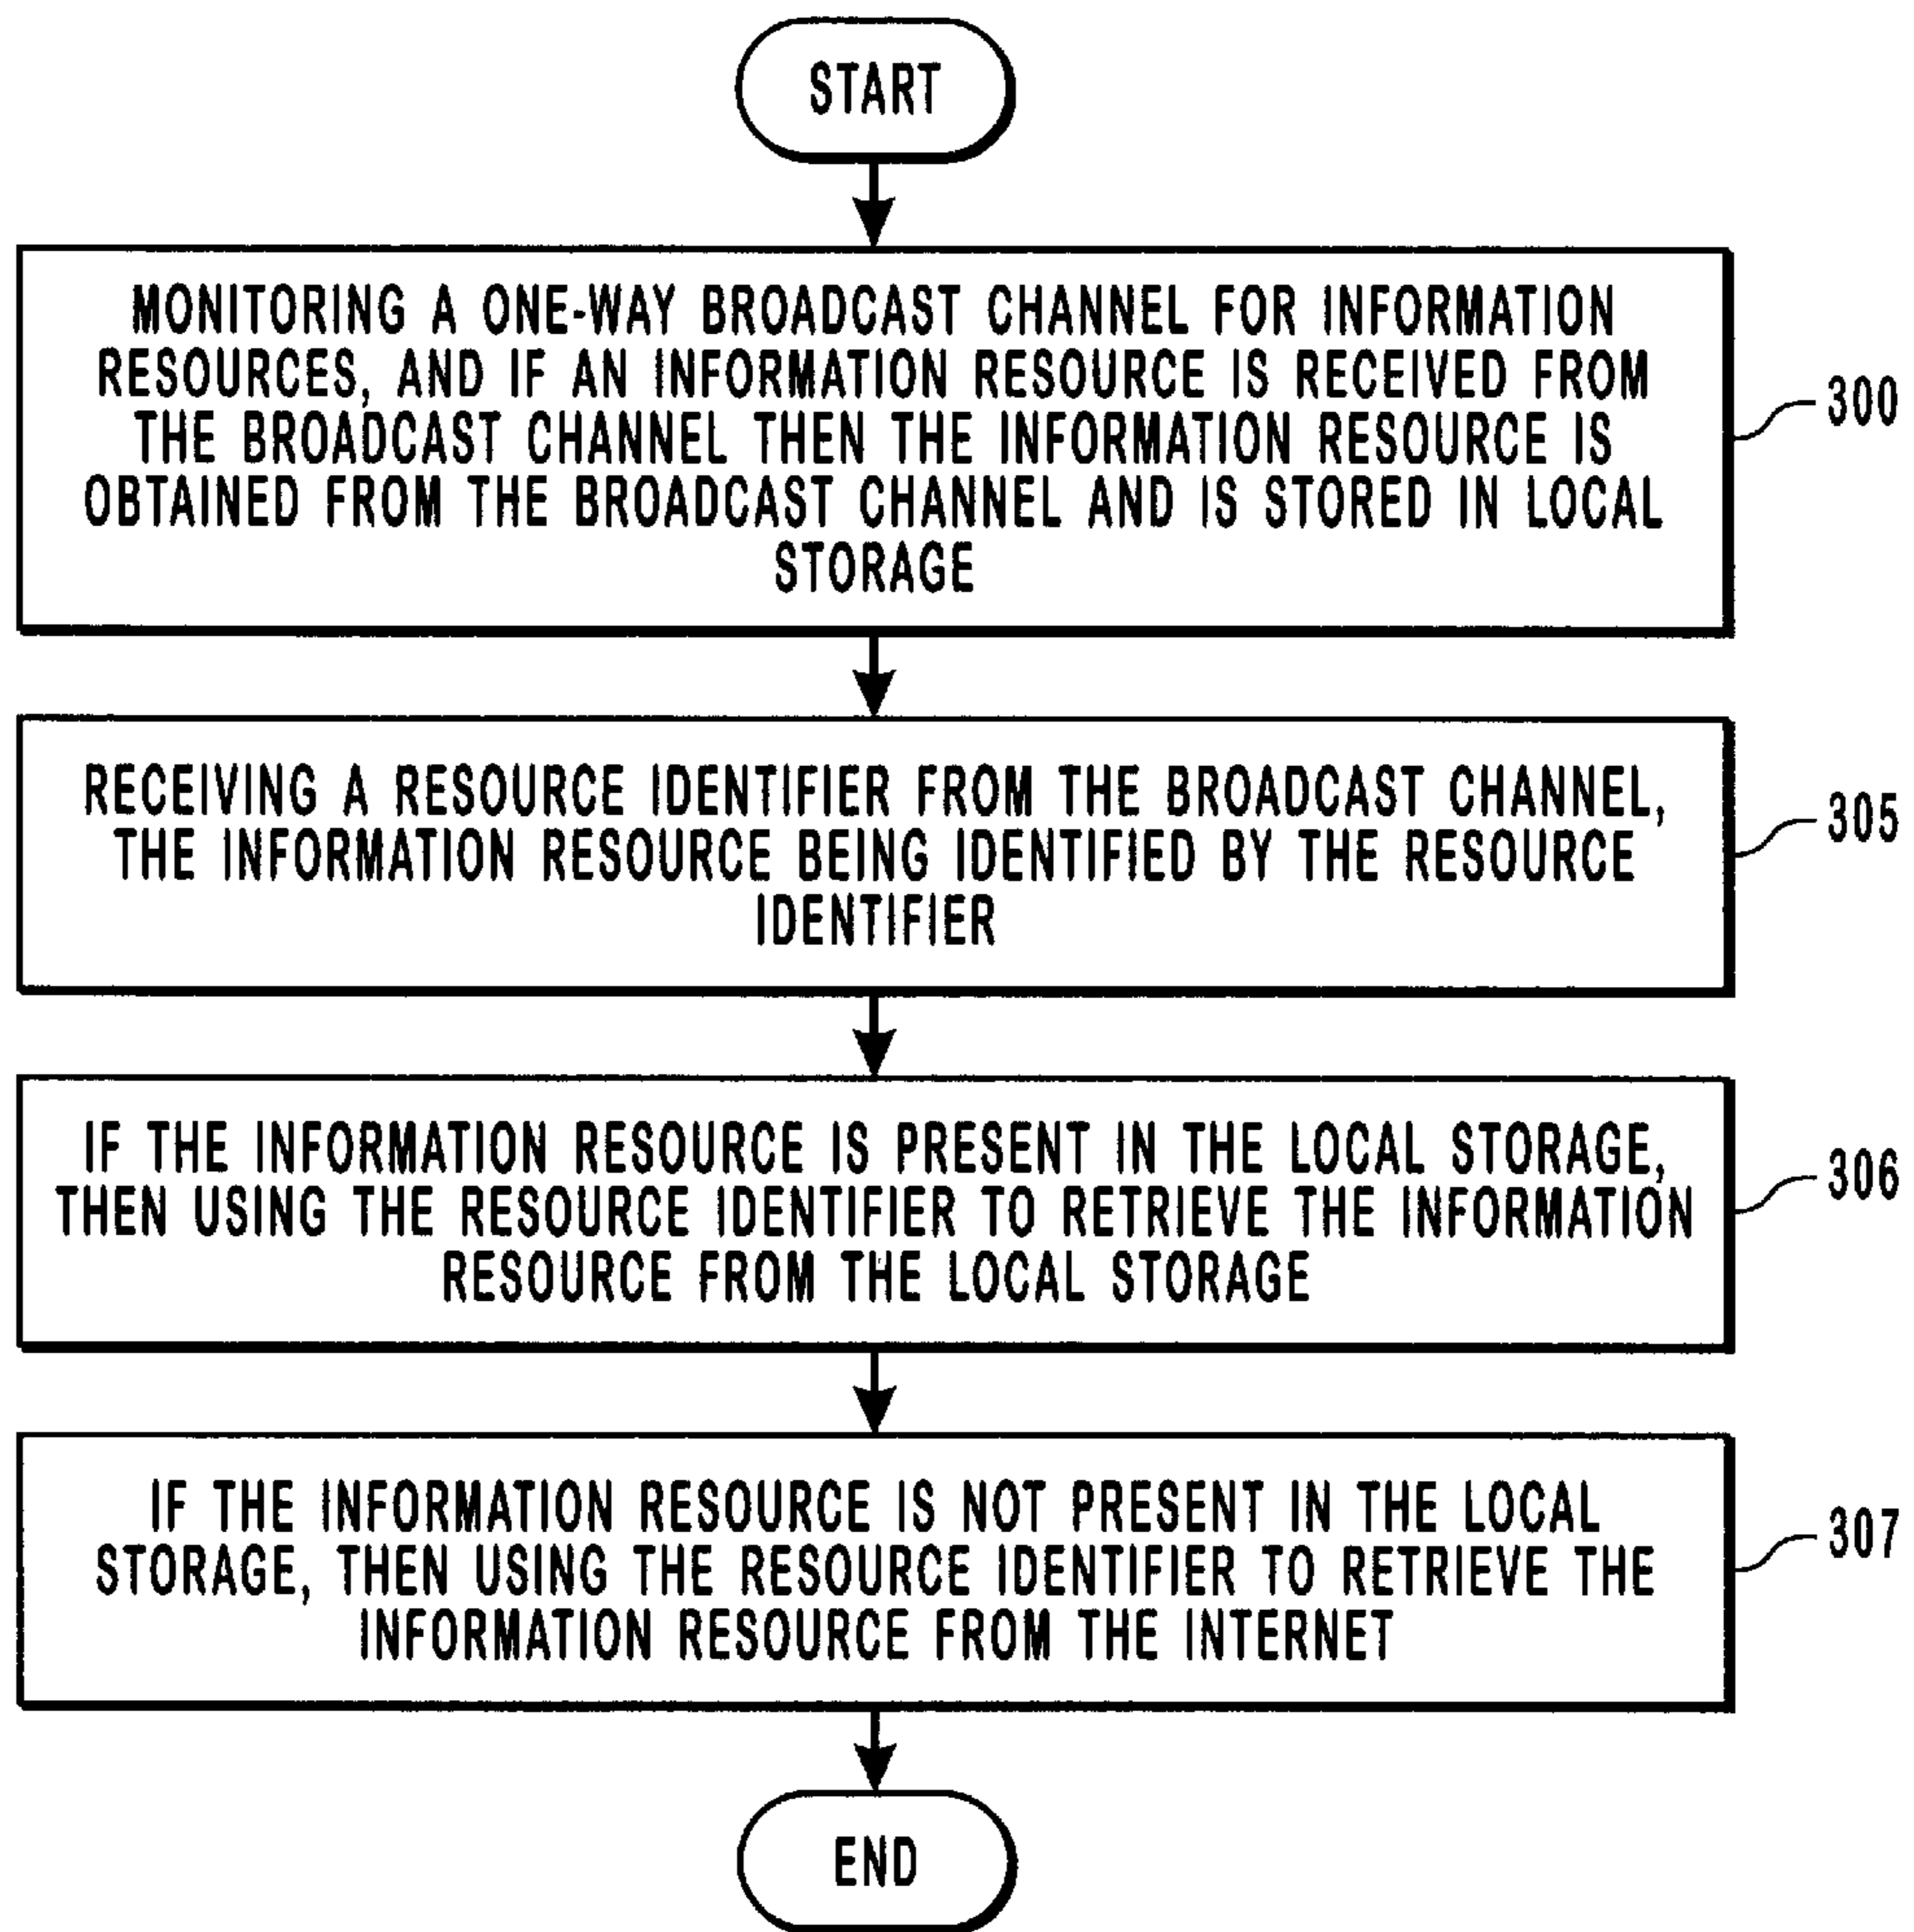 START
MONITORING A ONE-WAY BROADCAST CHANNEL FOR INFORMATION
RESOURCES, AND IF AN INFORMATION RESOURCE IS RECEIVED FROM
THE BROADCAST CHANNEL THEN THE INFORMATION RESOURCE IS
OBTAINED FROM THE BROADCAST CHANNEL AND IS STORED IN LOCAL
STORAGE
300
RECEIVING A RESOURCE IDENTIFIER FROM THE BROADCAST CHANNEL,
THE INFORMATION RESOURCE BEING IDENTIFIED BY THE RESOURCE
IDENTIFIER
305
IF THE INFORMATION RESOURCE IS PRESENT IN THE LOCAL STORAGE,
THEN USING THE RESOURCE IDENTIFIER TO RETRIEVE THE INFORMATION
RESOURCE FROM THE LOCAL STORAGE
306
IF THE INFORMATION RESOURCE IS NOT PRESENT IN THE LOCAL
STORAGE, THEN USING THE RESOURCE IDENTIFIER TO RETRIEVE THE
INFORMATION RESOURCE FROM THE INTERNET
307
END